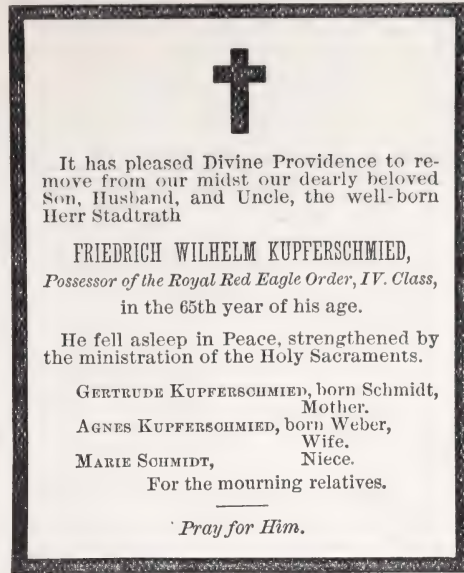 It has pleased Divine Providence to re-
move from our midst our dearly beloved
Son, Husband, and Uncle, the well-born
Herr Stadtrath
FRIEDRICH WILHELM KUPFERSCHMIED,
Possessor of the Royal Red Eagle Order, IV. Class,
in the 65th year of his age.
He fell asleep in Peace, strengthened by
the ministration of the Holy Sacraments.
GERTRUDE KUPFERSCHMIED, born Schmidt,
Mother.
AGNES KUPFERSCHMIED, born Weber,
Wife.
MARIE SCHMIDT, Niece.
For the mourning relatives.
Pray for Him.